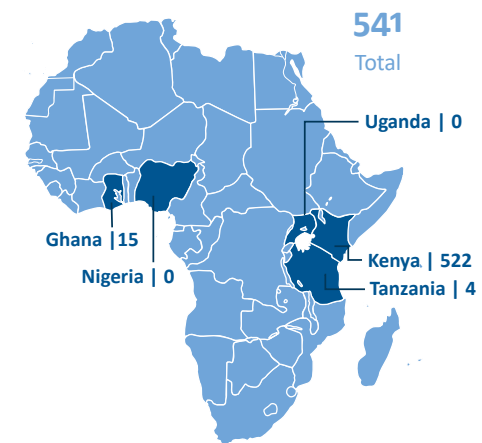 541
Total
Uganda | 0
Ghana |15
Nigeria | 0
Kenya. | 522
Tanzania | 4